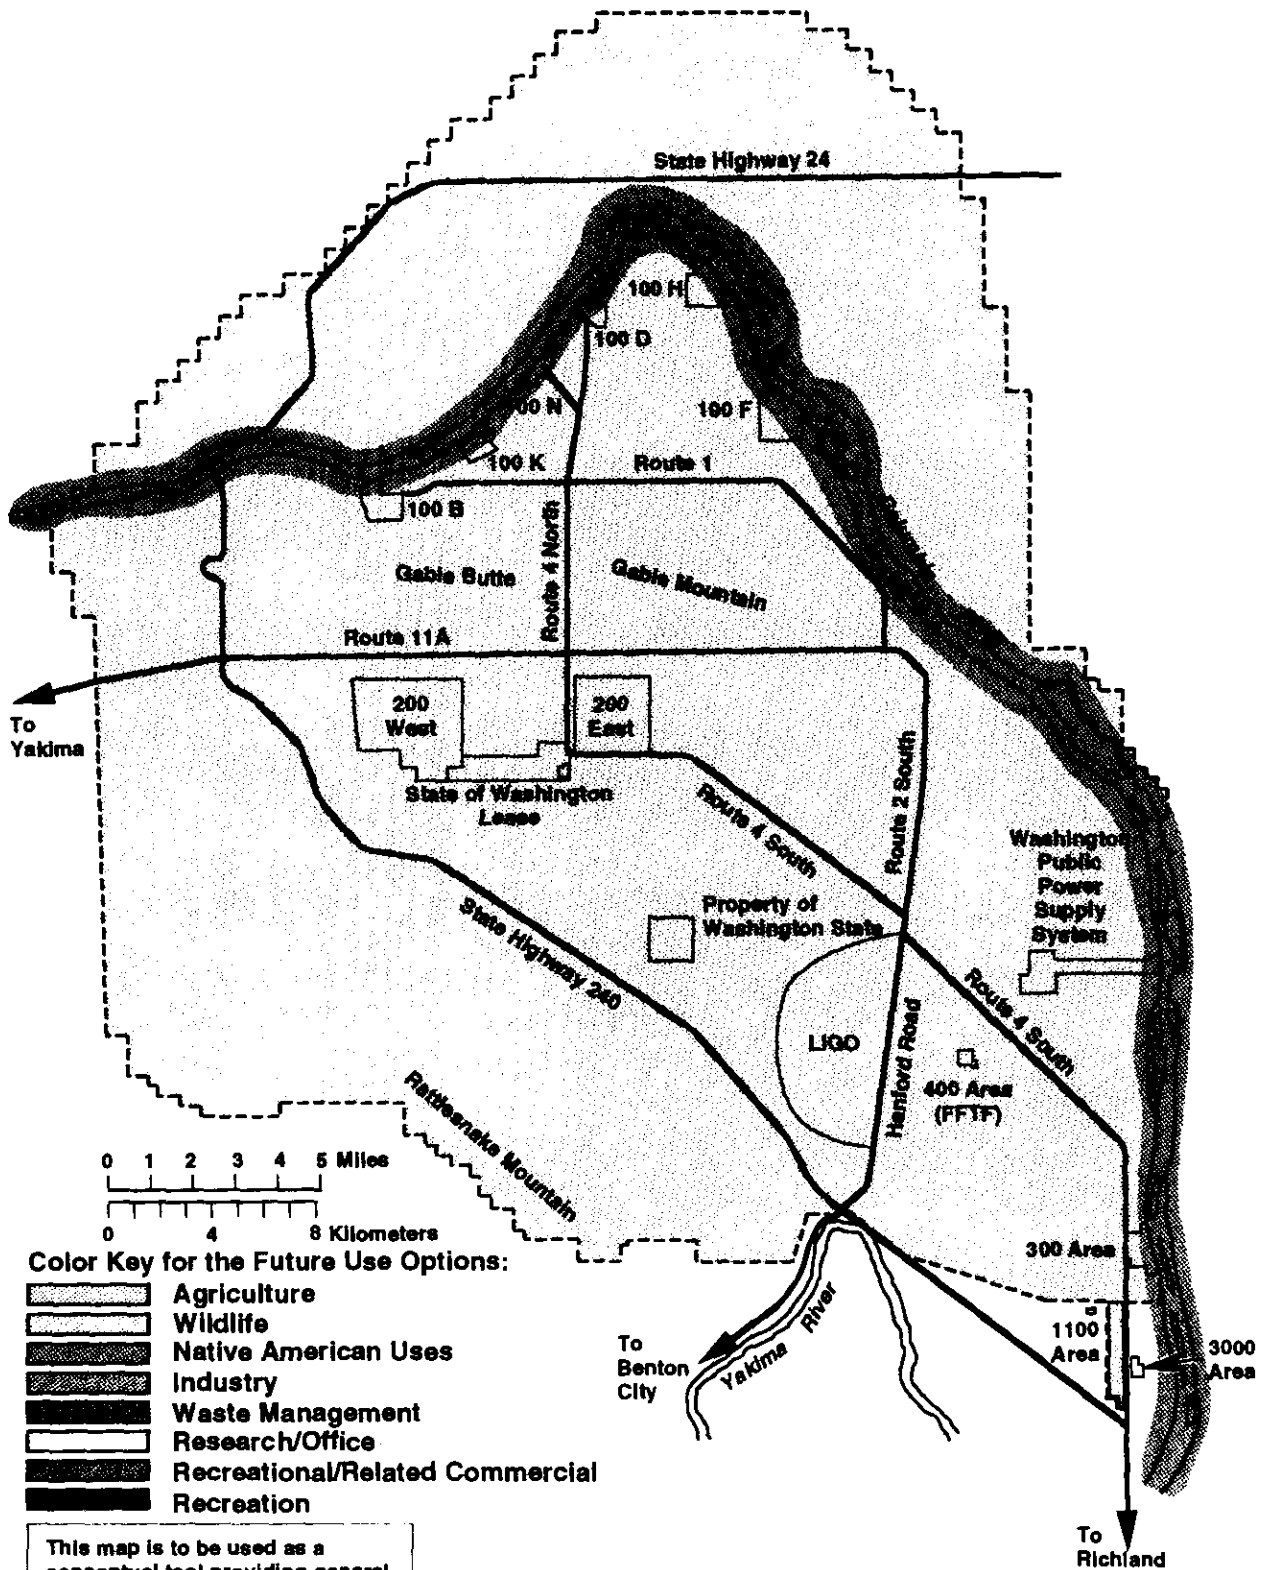 State Highway 24
100 H
100 D
100 F
100 K
Route 1
100 B
Route 4 North
Gable Butte
Gable Mountain
Route 11A
To
Yakima
200
West
200
East
State of Washington
Lease
Route 4 South
Route 2 South
Washington
Public
Power
Supply
System
Property of
Washington State
State Highway 240
Route 4 South
LIGO
Hanford Road
400 Area
(FFTF)
Rattlesnake Mountain
0 1 2 3 4 5 Miles
0 4 8 Kilometers
300 Area
1100
Area
3000
Area
To
Benton
City
Yakima River
To
Richland
Color Key for the Future Use Options:
Agriculture
Wildlife
Native American Uses
Industry
Waste Management
Research/Office
Recreational/Related Commercial
Recreation
This map is to be used as a
conceptual tool providing general